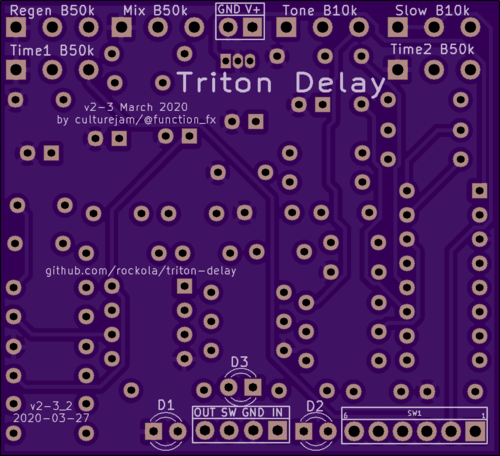 Regen B50k Mix B50k GND V+ Tone B10k Slow B10k
Time1 B50k Time2 B50k
Triton Delay
v2-3 March 2020
by culturejam/@function_fx
github.com/rockola/triton-delay
D3
v2-3_2
2020-03-27
D1 OUT SW GND IN D2 6 SW1 1